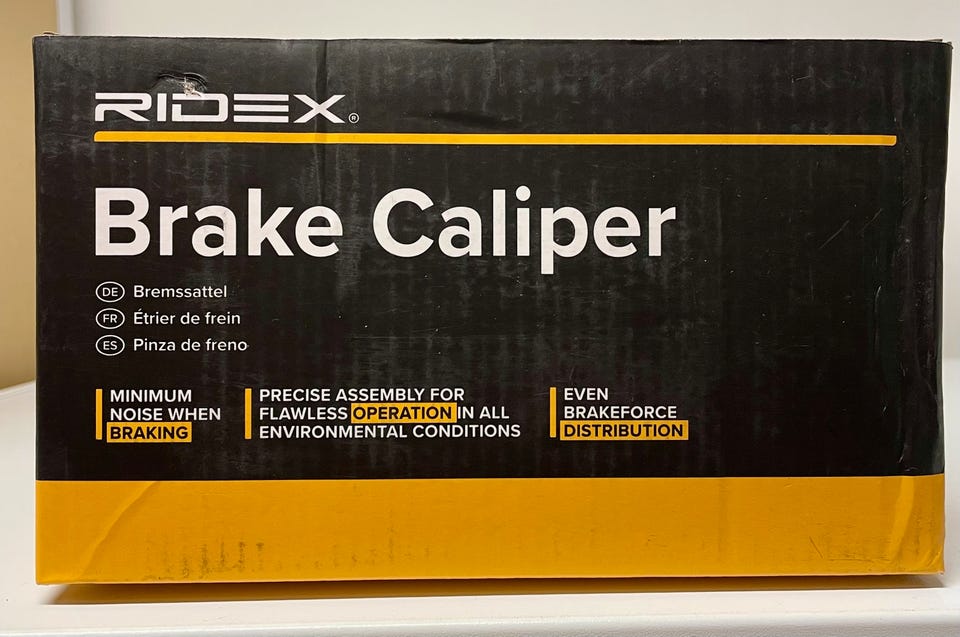 RIDEX®
Brake Caliper
DE Bremssattel
FR Étrier de frein
ES Pinza de freno
MINIMUM
NOISE WHEN
BRAKING
PRECISE ASSEMBLY FOR
FLAWLESS OPERATION IN ALL
ENVIRONMENTAL CONDITIONS
EVEN
BRAKEFORCE
DISTRIBUTION